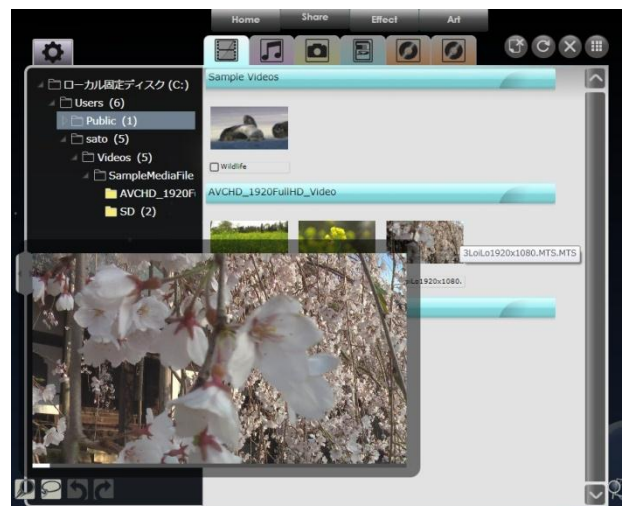 Home Share Effect Art
ローカル固定ディスク (C:)
Users (6)
Public (1)
sato (5)
Videos (5)
SampleMediaFile
AVCHD_1920F
SD (2)
Sample Videos
Wildlife
AVCHD_1920FullHD_Video
3LoiLo1920x1080.MTS.MTS
iLo1920x1080.